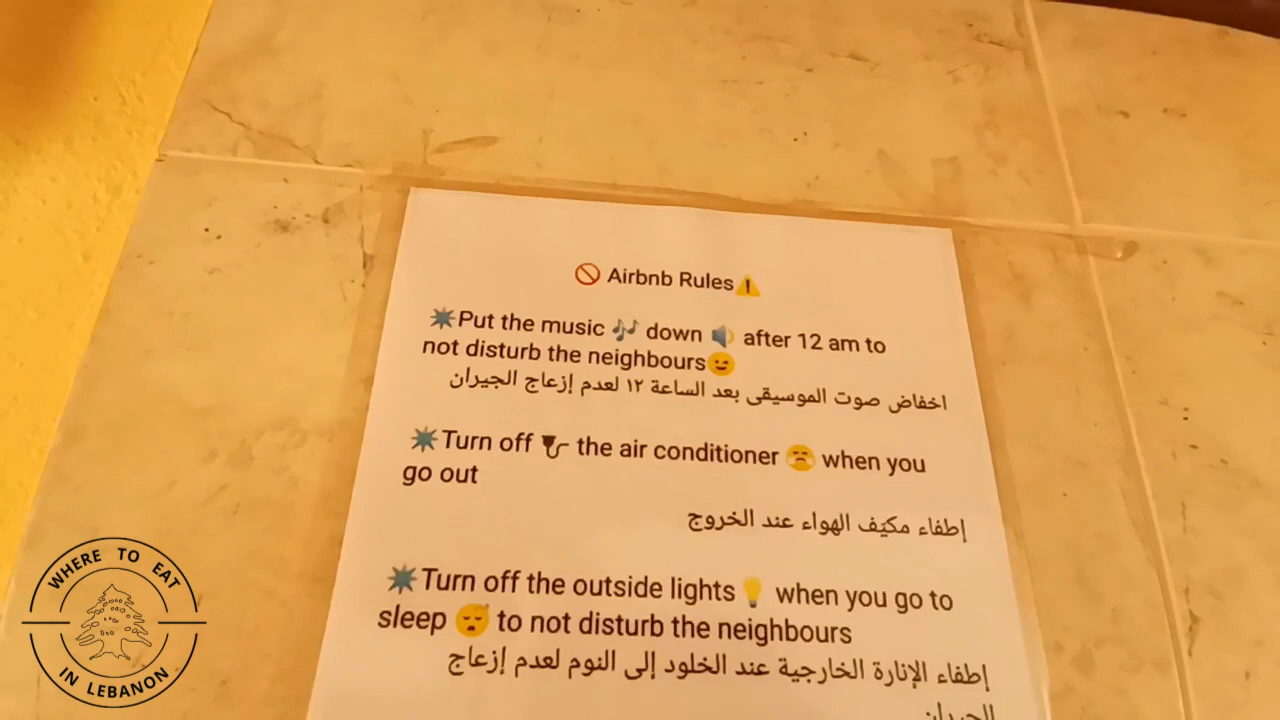 🚫 Airbnb Rules⚠️
✴Put the music 🎶 down 🔉 after 12 am to
not disturb the neighbours😉
اخفاض صوت الموسيقى بعد الساعة ١٢ لعدم إزعاج الجيران
✴Turn off the air conditioner 😤 when you
go out
إطفاء مكيّف الهواء عند الخروج
✴Turn off the outside lights💡 when you go to
sleep 😴 to not disturb the neighbours
إطفاء الإنارة الخارجية عند الخلود إلى النوم لعدم إزعاج
الجيران
WHERE TO EAT
IN LEBANON